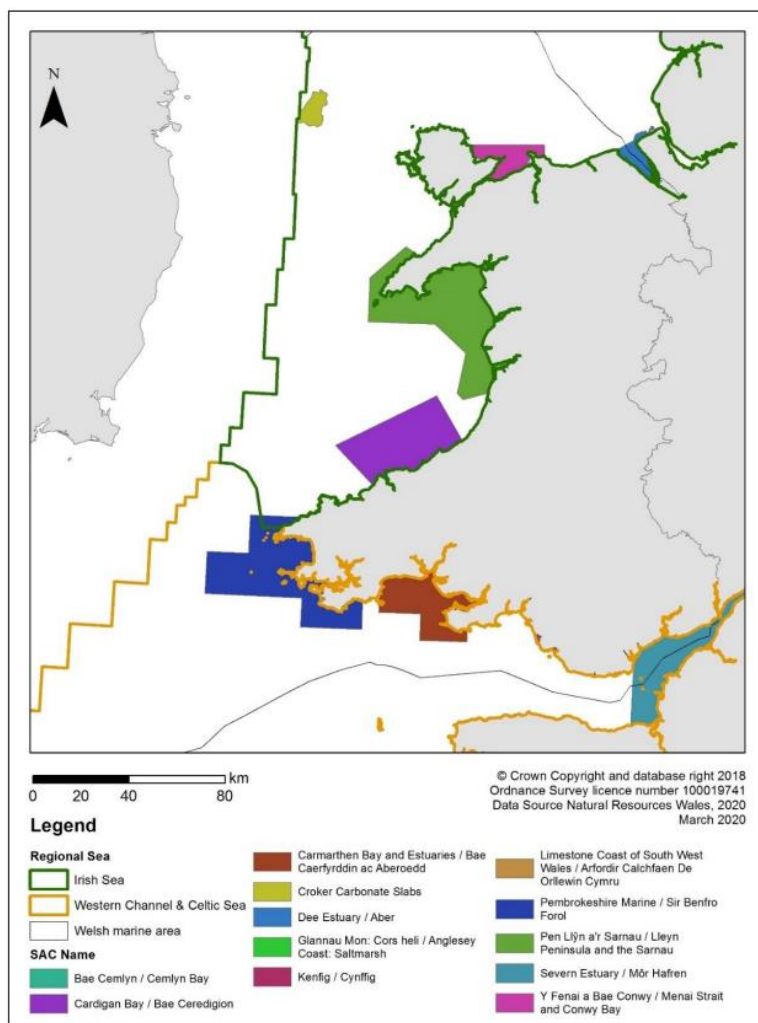 N
km
0 20 40 80
© Crown Copyright and database right 2018
Ordnance Survey licence number 100019741
Data Source Natural Resources Wales, 2020
March 2020
Legend
Regional Sea
Irish Sea
Western Channel & Celtic Sea
Welsh marine area
SAC Name
Bae Cemlyn / Cemlyn Bay
Cardigan Bay / Bae Ceredigion
Carmarthen Bay and Estuaries / Bae
Caerfyrddin ac Aberoedd
Croker Carbonate Slabs
Dee Estuary / Aber
Glannau Mon: Cors heli / Anglesey
Coast: Saltmarsh
Kenfig / Cynffig
Limestone Coast of South West
Wales / Arfordir Calchfaen De
Orllewin Cymru
Pembrokeshire Marine / Sir Benfro
Forol
Pen Llŷn a'r Sarnau / Lleyn
Peninsula and the Sarnau
Severn Estuary / Môr Hafren
Y Fenai a Bae Conwy / Menai Strait
and Conwy Bay